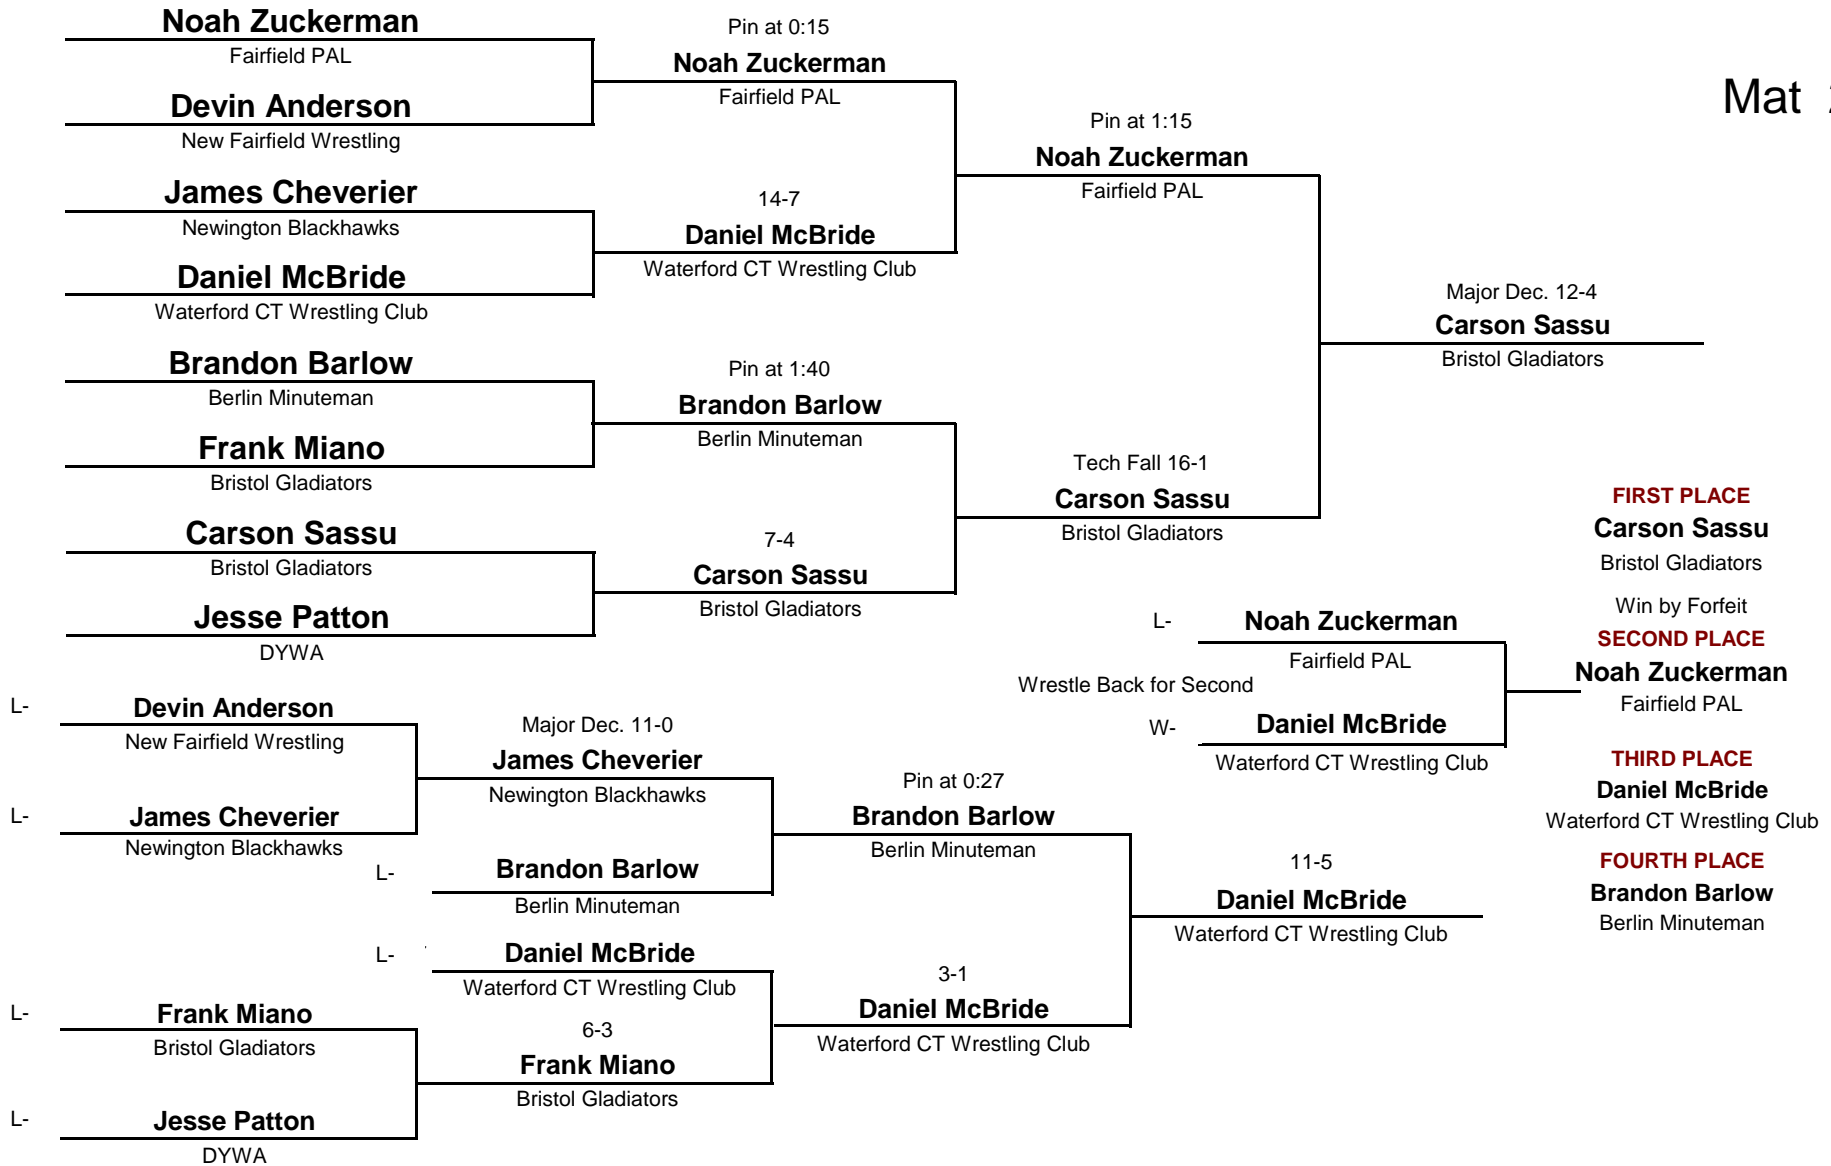 Noah Zuckerman
Fairfield PAL
Devin Anderson
New Fairfield Wrestling
James Cheverier
Newington Blackhawks
Daniel McBride
Waterford CT Wrestling Club
Brandon Barlow
Berlin Minuteman
Frank Miano
Bristol Gladiators
Carson Sassu
Bristol Gladiators
Jesse Patton
DYWA
Pin at 0:15
Noah Zuckerman
Fairfield PAL
14-7
Daniel McBride
Waterford CT Wrestling Club
Pin at 1:40
Brandon Barlow
Berlin Minuteman
7-4
Carson Sassu
Bristol Gladiators
Pin at 1:15
Noah Zuckerman
Fairfield PAL
Tech Fall 16-1
Carson Sassu
Bristol Gladiators
Major Dec. 12-4
Carson Sassu
Bristol Gladiators
Mat
L-
Devin Anderson
New Fairfield Wrestling
L-
James Cheverier
Newington Blackhawks
L-
Frank Miano
Bristol Gladiators
L-
Jesse Patton
DYWA
Major Dec. 11-0
James Cheverier
Newington Blackhawks
L-
Brandon Barlow
Berlin Minuteman
L-
Daniel McBride
Waterford CT Wrestling Club
6-3
Frank Miano
Bristol Gladiators
Pin at 0:27
Brandon Barlow
Berlin Minuteman
3-1
Daniel McBride
Waterford CT Wrestling Club
11-5
Daniel McBride
Waterford CT Wrestling Club
L-
Noah Zuckerman
Fairfield PAL
Wrestle Back for Second
W-
Daniel McBride
Waterford CT Wrestling Club
FIRST PLACE
Carson Sassu
Bristol Gladiators
Win by Forfeit
SECOND PLACE
Noah Zuckerman
Fairfield PAL
THIRD PLACE
Daniel McBride
Waterford CT Wrestling Club
FOURTH PLACE
Brandon Barlow
Berlin Minuteman